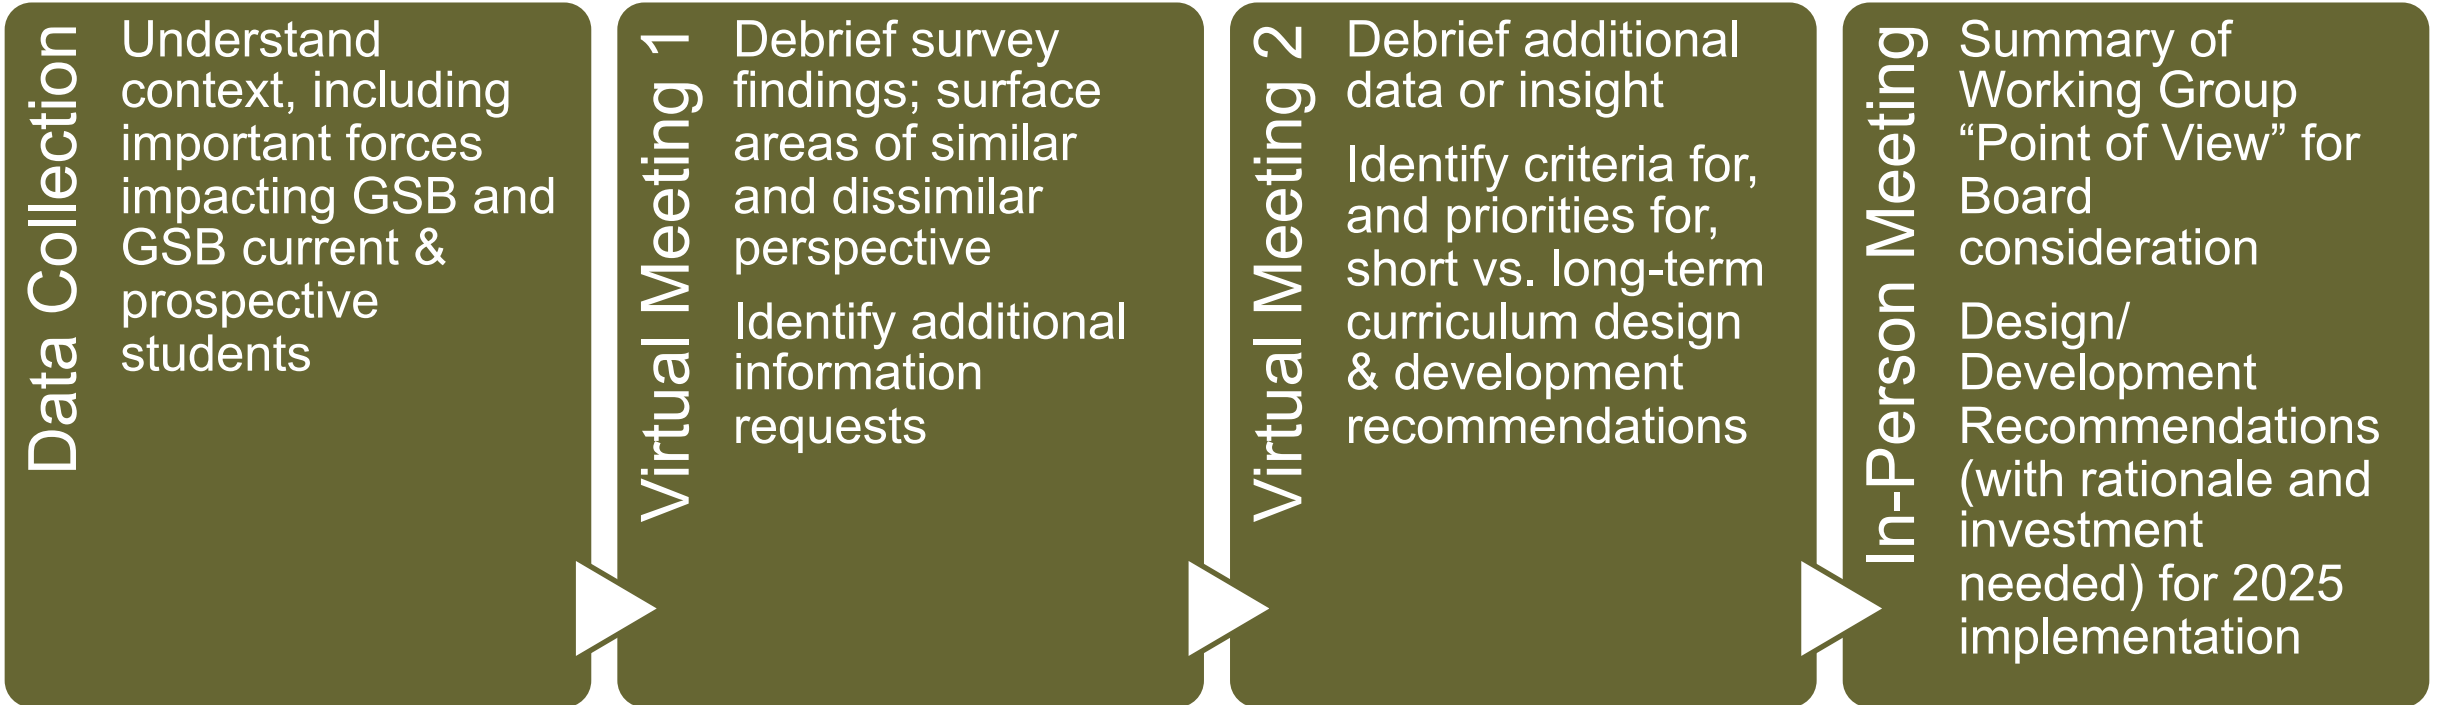 Data Collection
Understand
context, including
important forces
impacting GSB and
GSB current &
prospective
students
Virtual Meeting 1
Debrief survey
findings; surface
areas of similar
and dissimilar
perspective
Identify additional
information
requests
Virtual Meeting 2
Debrief additional
data or insight
Identify criteria for,
and priorities for,
short vs. long-term
curriculum design
& development
recommendations
In-Person Meeting
Summary of
Working Group
“Point of View” for
Board
consideration
Design/
Development
Recommendations
(with rationale and
investment
needed) for 2025
implementation